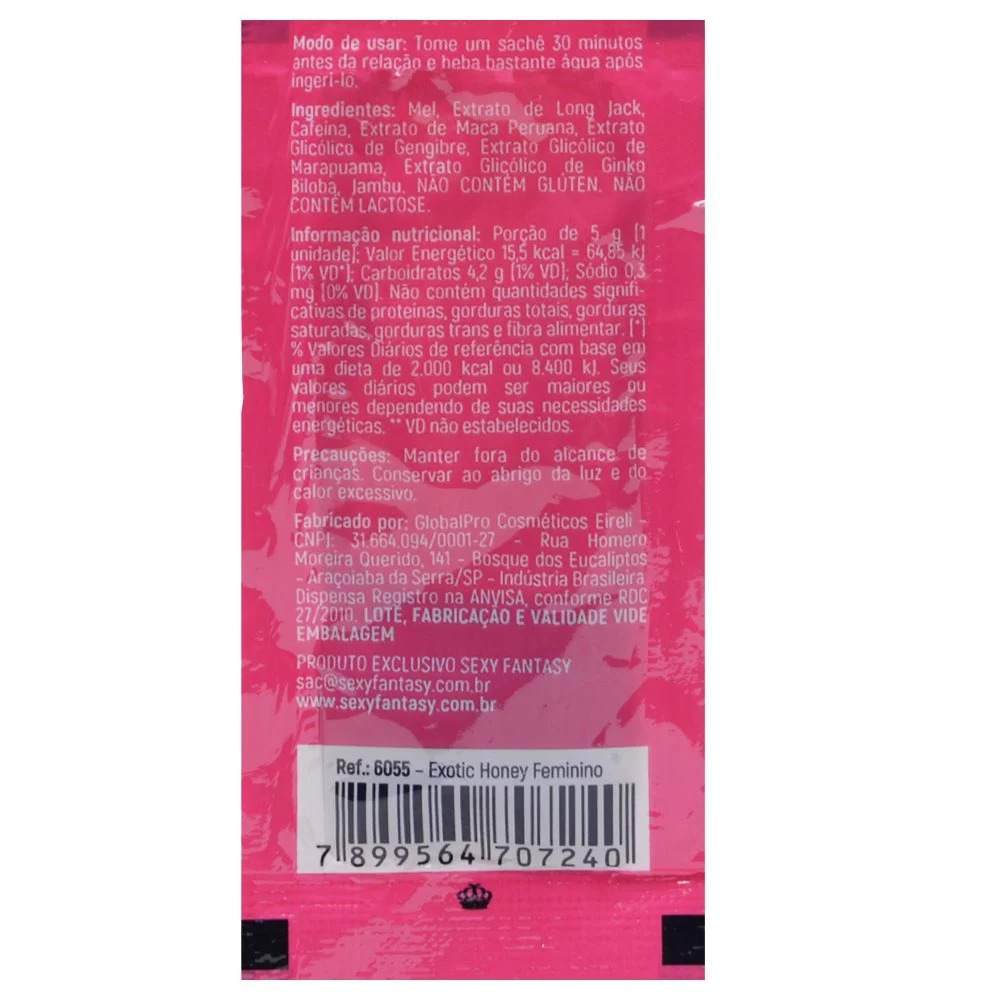 Modo de usar: Tome um sachê 30 minutos
antes da relação e beba bastante água após
ingeri-lo.
Ingredientes: Mel, Extrato de Long Jack,
Cafeína, Extrato de Maca Peruana, Extrato
Glicólico de Gengibre, Extrato Glicólico de
Marapuama, Extrato Glicólico de Ginko
Biloba, Jambu. NÃO CONTÉM GLÚTEN. NÃO
CONTÉM LACTOSE.
Informação nutricional: Porção de 5 g (1
unidade); Valor Energético 15,5 kcal = 64,85 kJ
(1% VD*); Carboidratos 4,2 g (1% VD); Sódio 0,3
mg (0% VD). Não contém quantidades signifi-
cativas de proteínas, gorduras totais, gorduras
saturadas, gorduras trans e fibra alimentar. (*)
% Valores Diários de referência com base em
uma dieta de 2.000 kcal ou 8.400 kJ. Seus
valores diários podem ser maiores ou
menores dependendo de suas necessidades
energéticas. ** VD não estabelecidos.
Precauções: Manter fora do alcance de
crianças. Conservar ao abrigo da luz e do
calor excessivo.
Fabricado por: GlobalPro Cosméticos Eireli -
CNPJ: 31.664.094/0001-27 - Rua Homero
Moreira Querido, 141 - Bosque dos Eucaliptos
- Araçoiaba da Serra/SP - Indústria Brasileira
Dispensa Registro na ANVISA, conforme RDC
27/2010. LOTE, FABRICAÇÃO E VALIDADE VIDE
EMBALAGEM
PRODUTO EXCLUSIVO SEXY FANTASY
sac@sexyfantasy.com.br
www.sexyfantasy.com.br
Ref.: 6055 - Exotic Honey Feminino
7 899564 707240